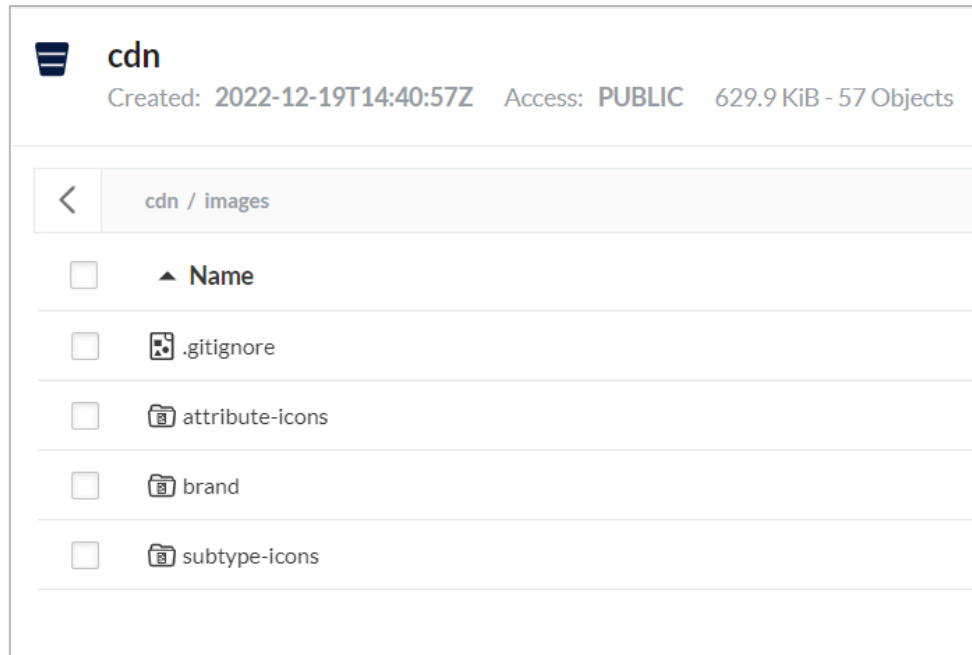 cdn
Created: 2022-12-19T14:40:57Z Access: PUBLIC 629.9 KiB - 57 Objects
cdn / images
Name
.gitignore
attribute-icons
brand
subtype-icons